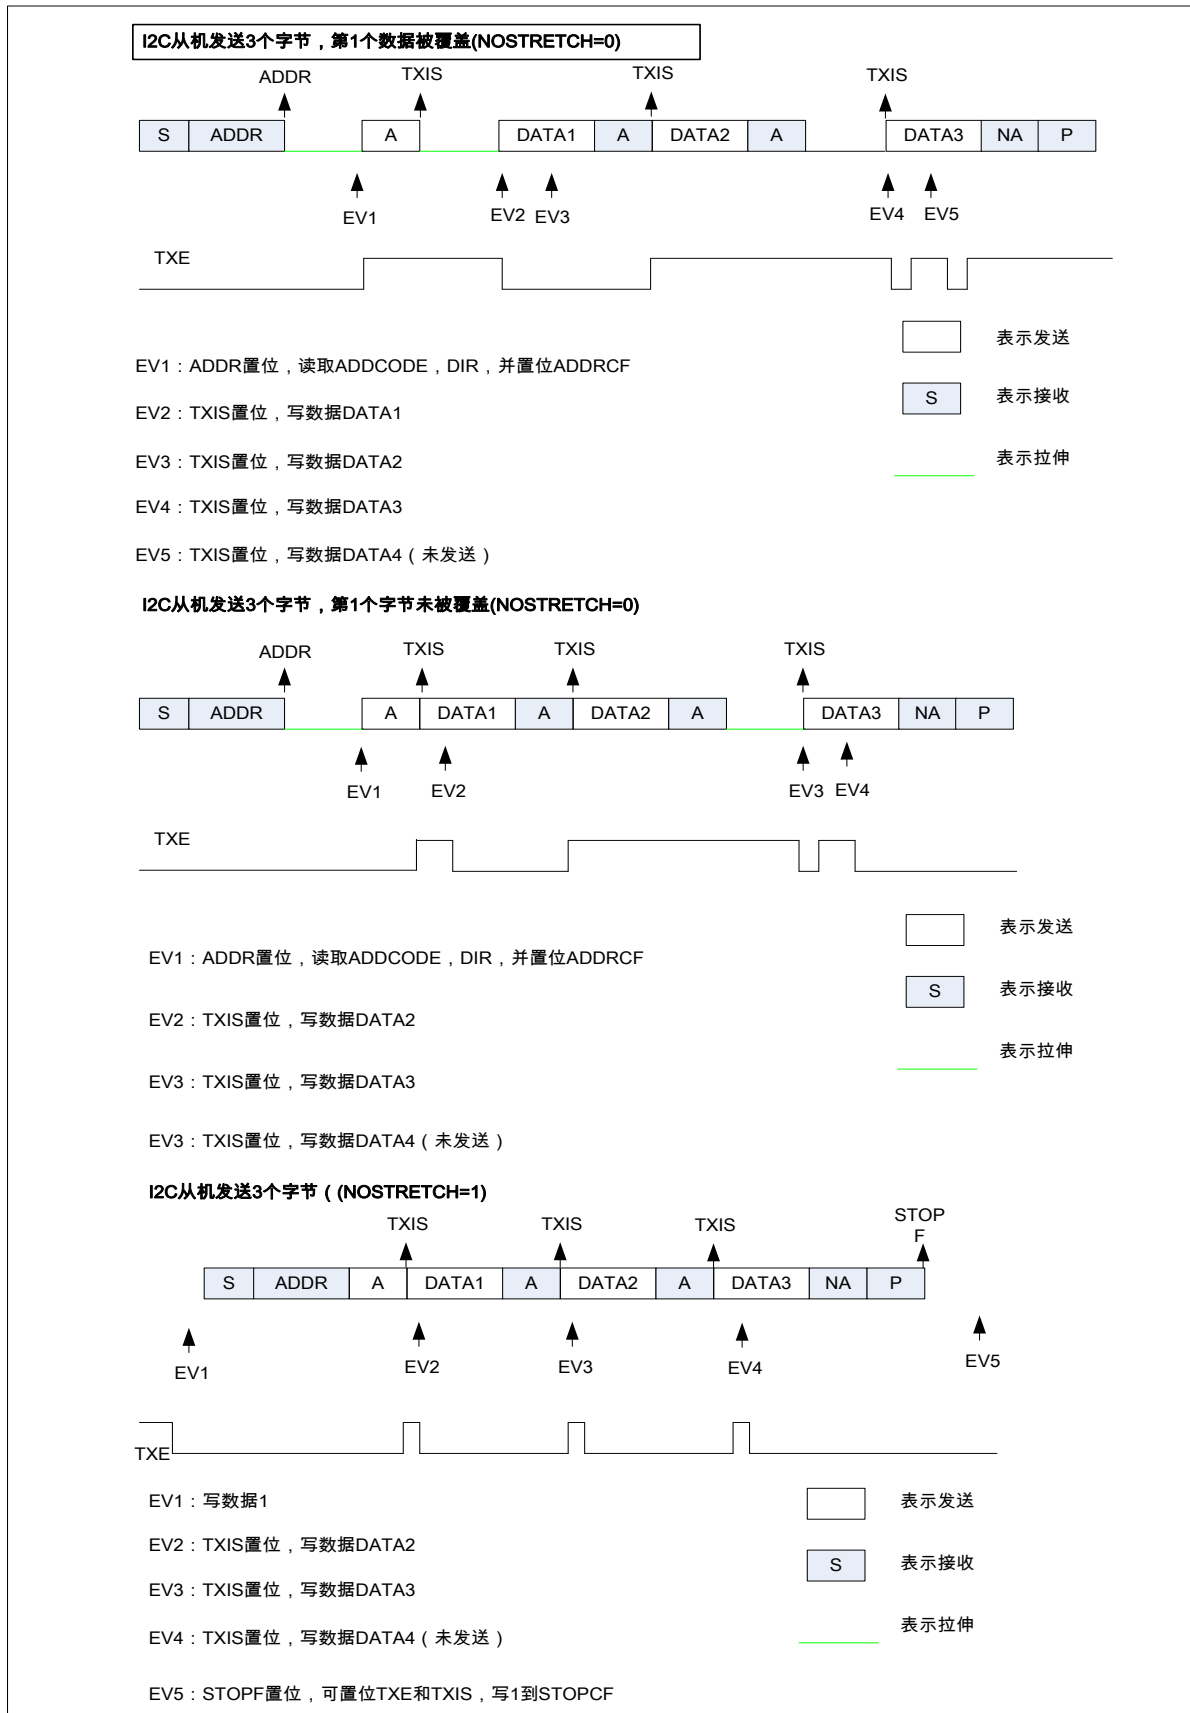 I2C从机发送3个字节，第1个数据被覆盖(NOSTRETCH=0)
ADDR TXIS TXIS TXIS
S ADDR A DATA1 A DATA2 A DATA3 NA P
EV1 EV2 EV3 EV4 EV5
TXE
表示发送
EV1：ADDR置位，读取ADDCODE，DIR，并置位ADDRCF
S 表示接收
EV2：TXIS置位，写数据DATA1
EV3：TXIS置位，写数据DATA2
表示拉伸
EV4：TXIS置位，写数据DATA3
EV5：TXIS置位，写数据DATA4（未发送）
I2C从机发送3个字节，第1个字节未被覆盖(NOSTRETCH=0)
ADDR TXIS TXIS TXIS
S ADDR A DATA1 A DATA2 A DATA3 NA P
EV1 EV2 EV3 EV4
TXE
表示发送
EV1：ADDR置位，读取ADDCODE，DIR，并置位ADDRCF
S 表示接收
EV2：TXIS置位，写数据DATA2
表示拉伸
EV3：TXIS置位，写数据DATA3
EV3：TXIS置位，写数据DATA4（未发送）
I2C从机发送3个字节（(NOSTRETCH=1)
TXIS TXIS TXIS STOP
F
S ADDR A DATA1 A DATA2 A DATA3 NA P
EV1 EV2 EV3 EV4 EV5
TXE
EV1：写数据1
表示发送
EV2：TXIS置位，写数据DATA2
S 表示接收
EV3：TXIS置位，写数据DATA3
表示拉伸
EV4：TXIS置位，写数据DATA4（未发送）
EV5：STOPF置位，可置位TXE和TXIS，写1到STOPCF